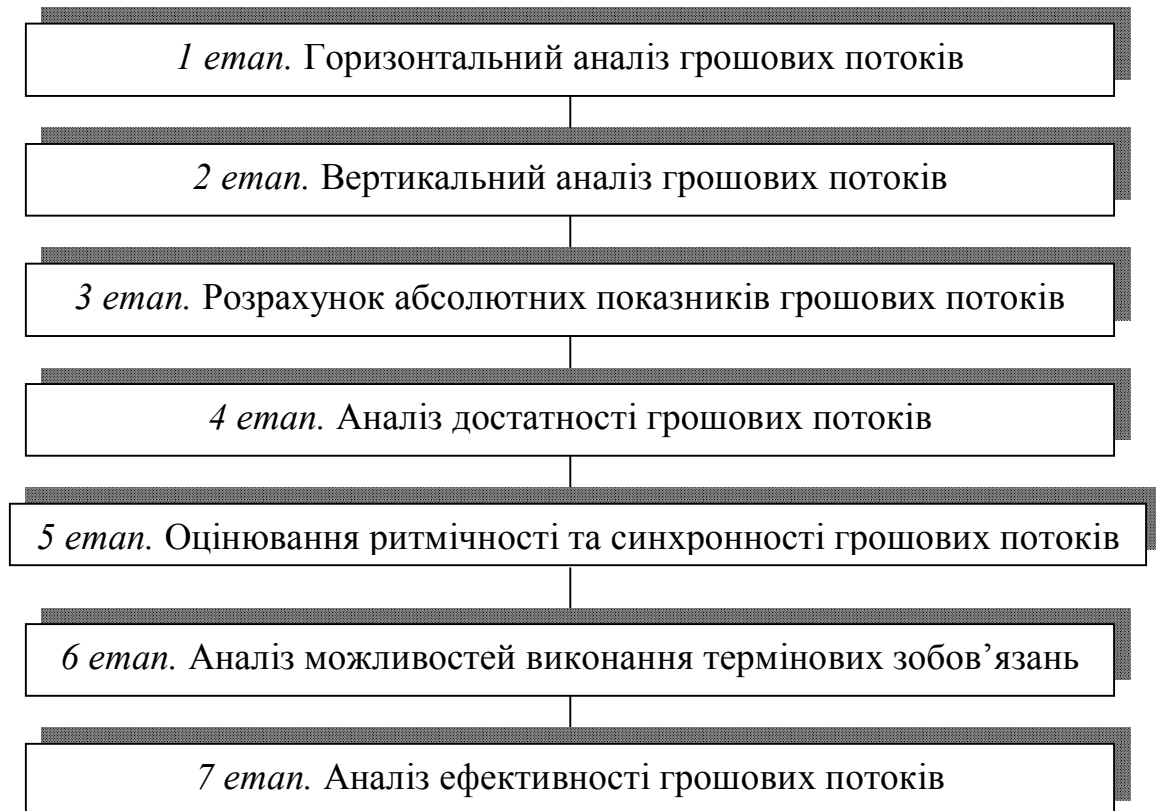 1 етап. Горизонтальний аналіз грошових потоків
2 етап. Вертикальний аналіз грошових потоків
3 етап. Розрахунок абсолютних показників грошових потоків
4 етап. Аналіз достатності грошових потоків
5 етап. Оцінювання ритмічності та синхронності грошових потоків
6 етап. Аналіз можливостей виконання термінових зобов’язань
7 етап. Аналіз ефективності грошових потоків